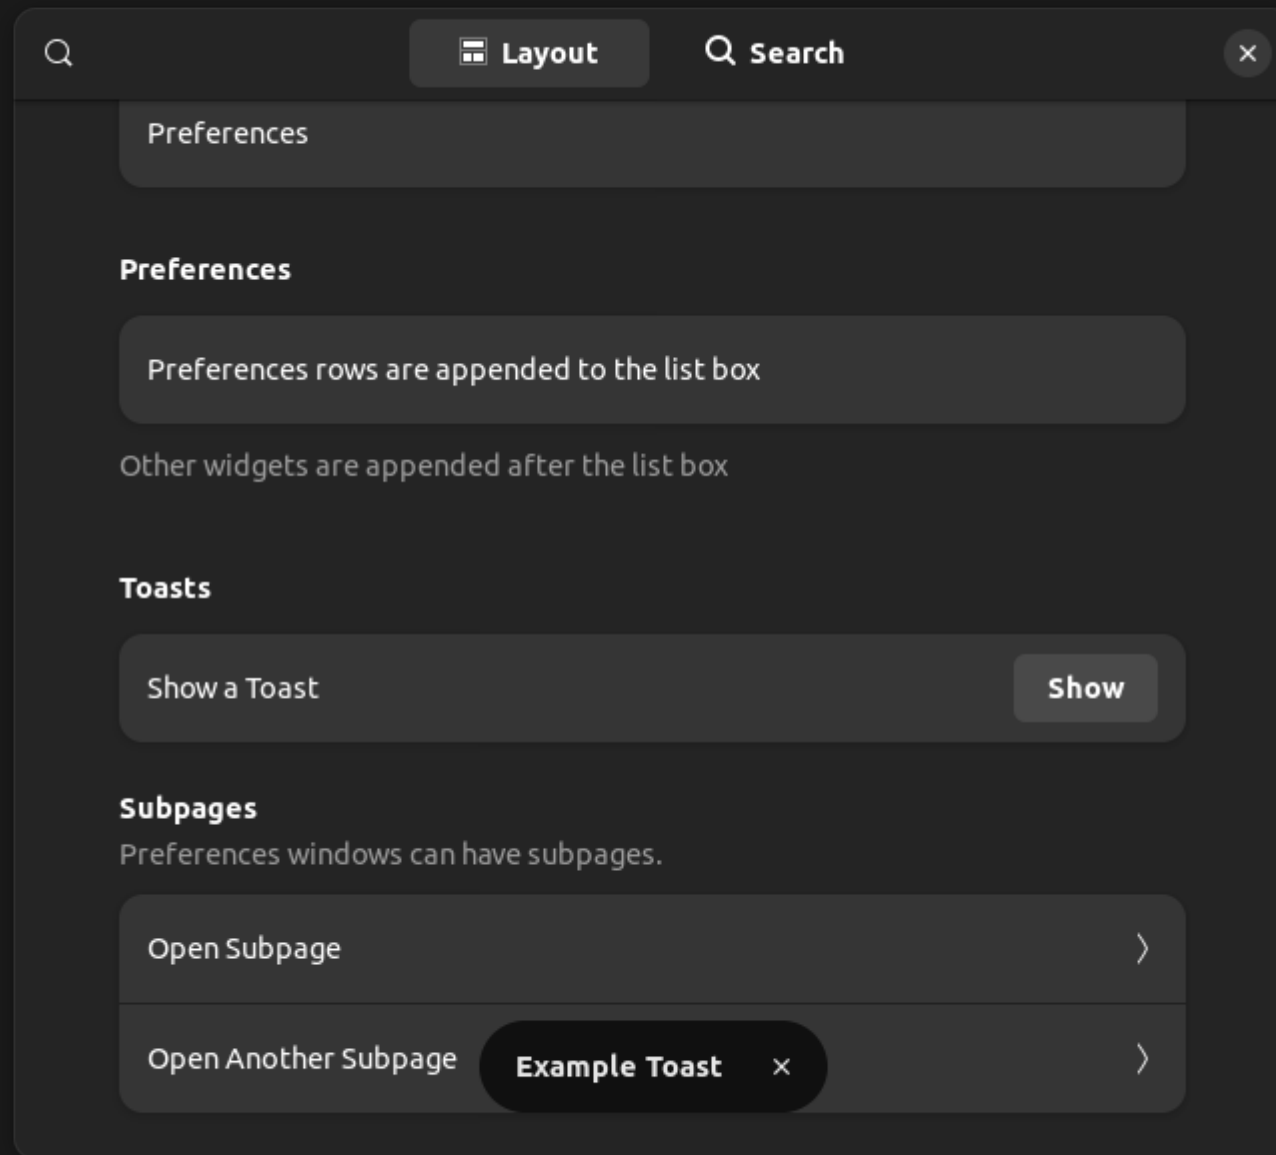 Layout
Search
Preferences
Preferences
Preferences rows are appended to the list box
Other widgets are appended after the list box
Toasts
Show a Toast
Show
Subpages
Preferences windows can have subpages.
Open Subpage
Open Another Subpage
Example Toast